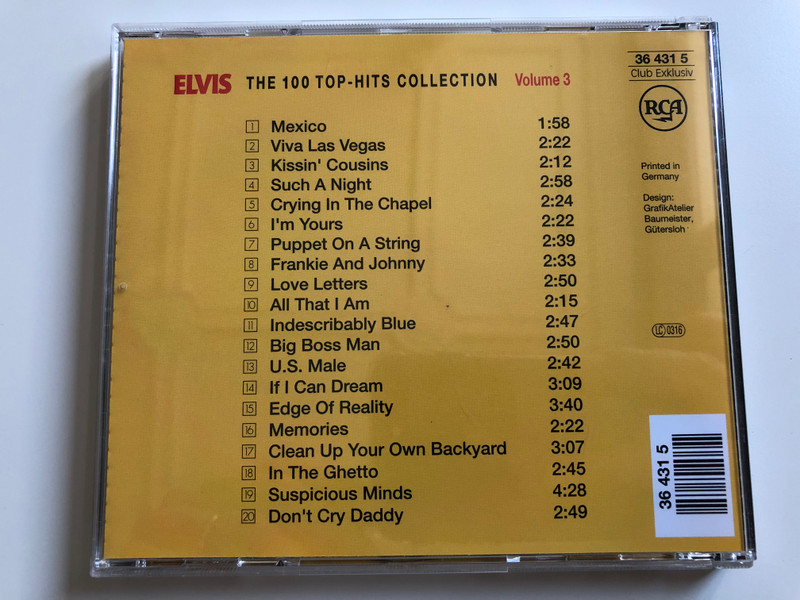 ELVIS THE 100 TOP-HITS COLLECTION Volume 3
1 Mexico 1:58
2 Viva Las Vegas 2:22
3 Kissin' Cousins 2:12
4 Such A Night 2:58
5 Crying In The Chapel 2:24
6 I'm Yours 2:22
7 Puppet On A String 2:39
8 Frankie And Johnny 2:33
9 Love Letters 2:50
10 All That I Am 2:15
11 Indescribably Blue 2:47
12 Big Boss Man 2:50
13 U.S. Male 2:42
14 If I Can Dream 3:09
15 Edge Of Reality 3:40
16 Memories 2:22
17 Clean Up Your Own Backyard 3:07
18 In The Ghetto 2:45
19 Suspicious Minds 4:28
20 Don't Cry Daddy 2:49
36 431 5
Club Exklusiv
RCA
Printed in
Germany
Design:
GrafikAtelier
Baumeister,
Gütersloh
LC 0316
36 431 5